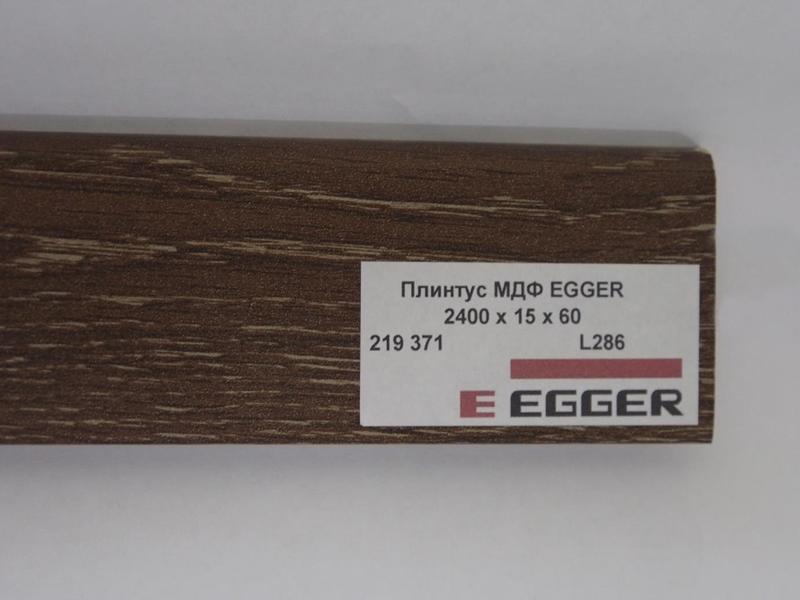 Плинтус МДФ EGGER
2400 x 15 x 60
219 371 L286
E EGGER